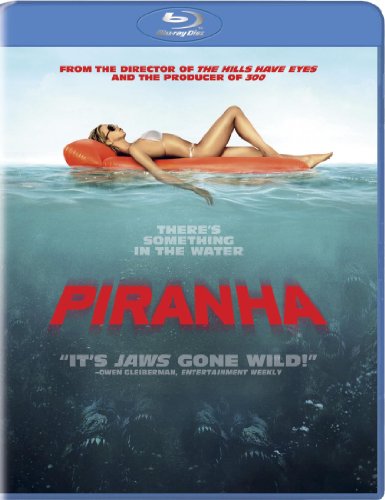 Blu-ray Disc
FROM THE DIRECTOR OF THE HILLS HAVE EYES
AND THE PRODUCER OF 300
THERE'S
SOMETHING
IN THE WATER
PIRANHA
"IT'S JAWS GONE WILD!"
–OWEN GLEIBERMAN, ENTERTAINMENT WEEKLY